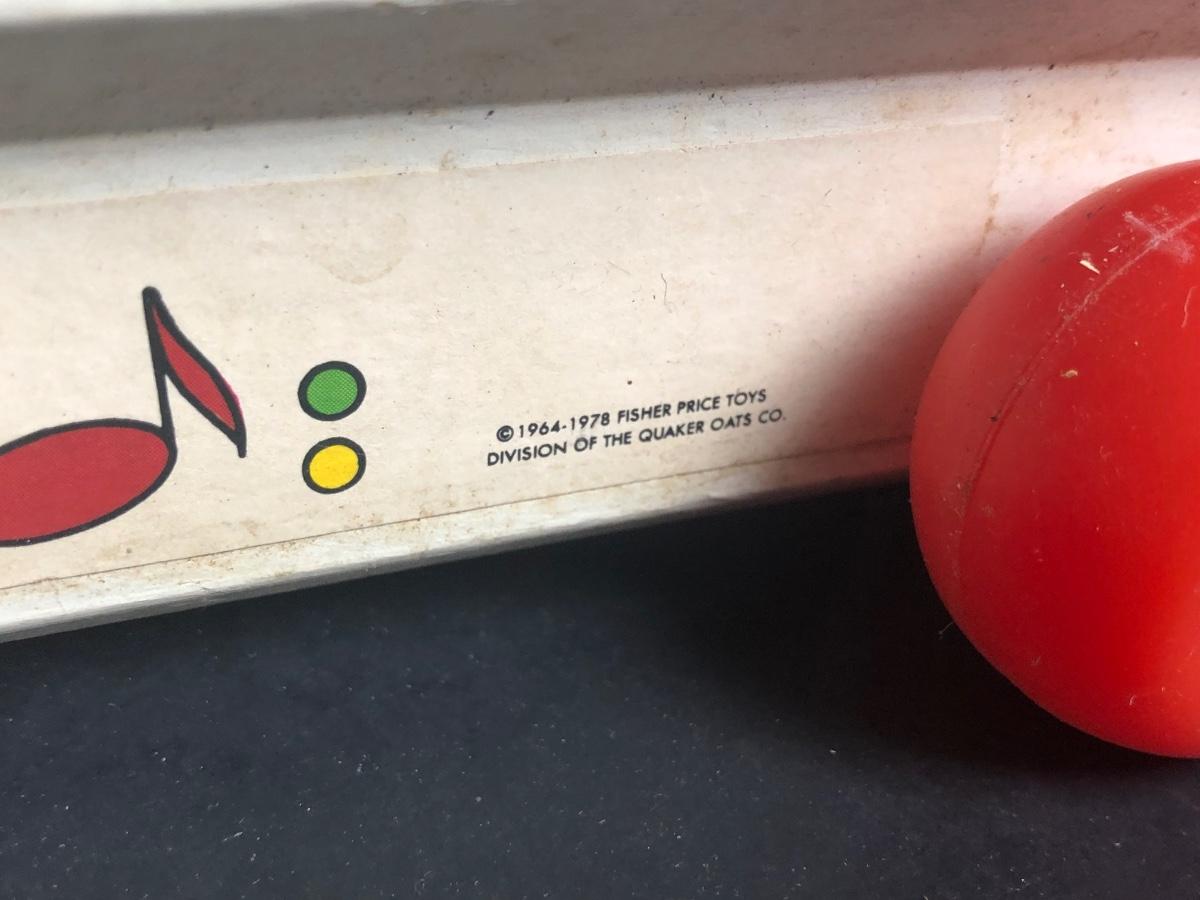 ©1964-1978 FISHER PRICE TOYS
DIVISION OF THE QUAKER OATS CO.